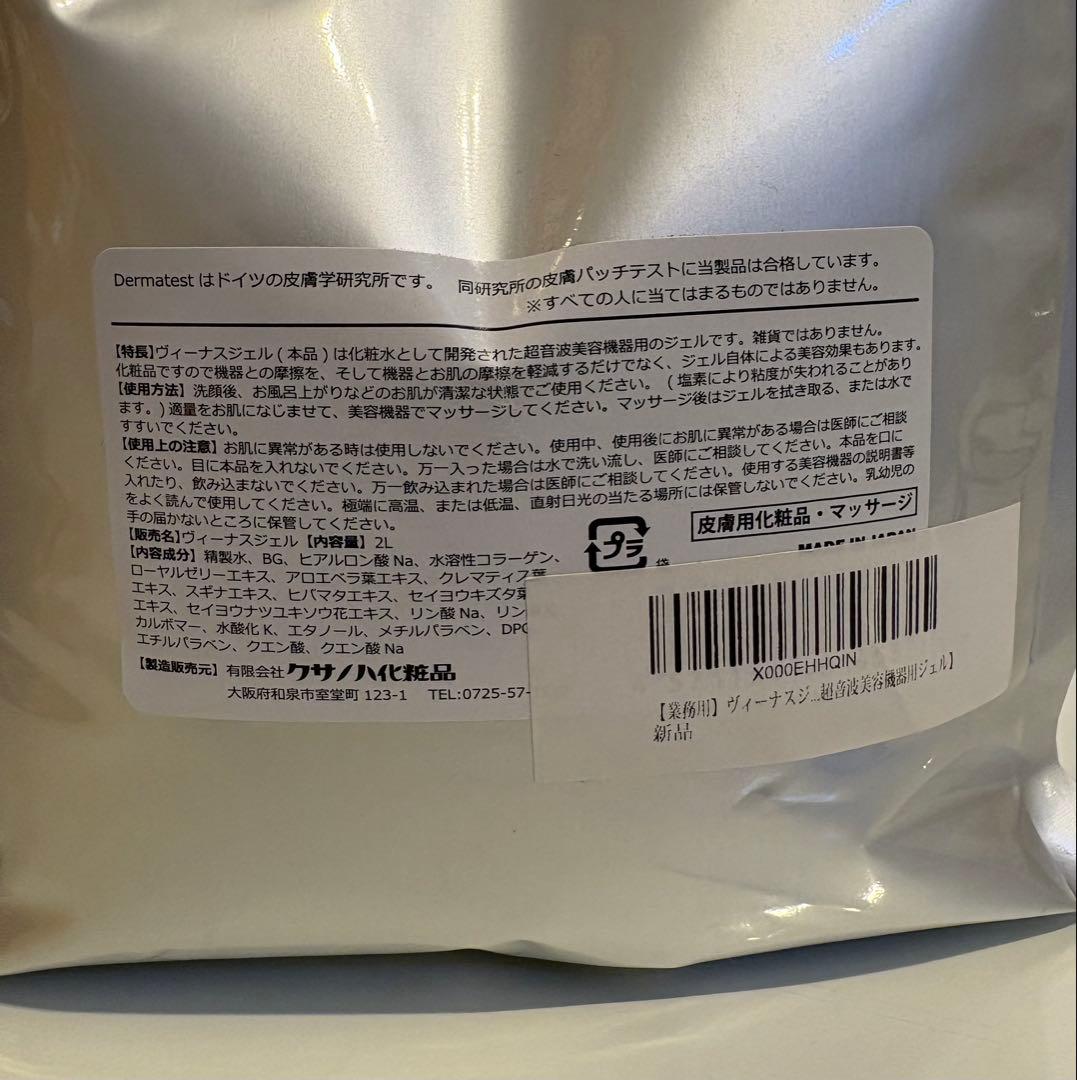 Dermatest はドイツの皮膚学研究所です。 同研究所の皮膚パッチテストに当製品は合格しています。
※すべての人に当てはまるものではありません。
【特長】ヴィーナスジェル ( 本品 ) は化粧水として開発された超音波美容機器用のジェルです。雑貨ではありません。
化粧品ですので機器との摩擦を、そして機器とお肌の摩擦を軽減するだけでなく、ジェル自体による美容効果もあります。
【使用方法】洗顔後、お風呂上がりなどのお肌が清潔な状態でご使用ください。 ( 塩素により粘度が失われることがあり
ます。) 適量をお肌になじませて、美容機器でマッサージしてください。マッサージ後はジェルを拭き取る、または水で
すすいでください。
【使用上の注意】お肌に異常がある時は使用しないでください。使用中、使用後にお肌に異常がある場合は医師にご相談
ください。目に本品を入れないでください。万一入った場合は水で洗い流し、医師にご相談してください。本品を口に
入れたり、飲み込まないでください。万一飲み込まれた場合は医師にご相談してください。使用する美容機器の説明書等
をよく読んで使用してください。極端に高温、または低温、直射日光の当たる場所には保管しないでください。乳幼児の
手の届かないところに保管してください。
【販売名】ヴィーナスジェル 【内容量】 2L
【内容成分】精製水、BG、ヒアルロン酸 Na、水溶性コラーゲン、
ローヤルゼリーエキス、アロエベラ葉エキス、クレマティス葉
エキス、スギナエキス、ヒバマタエキス、セイヨウキズタ葉
エキス、セイヨウナツユキソウ花エキス、リン酸 Na、リン
カルボマー、水酸化 K、エタノール、メチルパラベン、DPG
エチルパラベン、クエン酸、クエン酸 Na
【製造販売元】有限会社 クサノハ化粧品
大阪府和泉市室堂町 123-1 TEL:0725-57-
プラ
袋
皮膚用化粧品・マッサージ
MADE IN JAPAN
X000EHHQIN
【業務用】ヴィーナスジ...超音波美容機器用ジェル】
新品